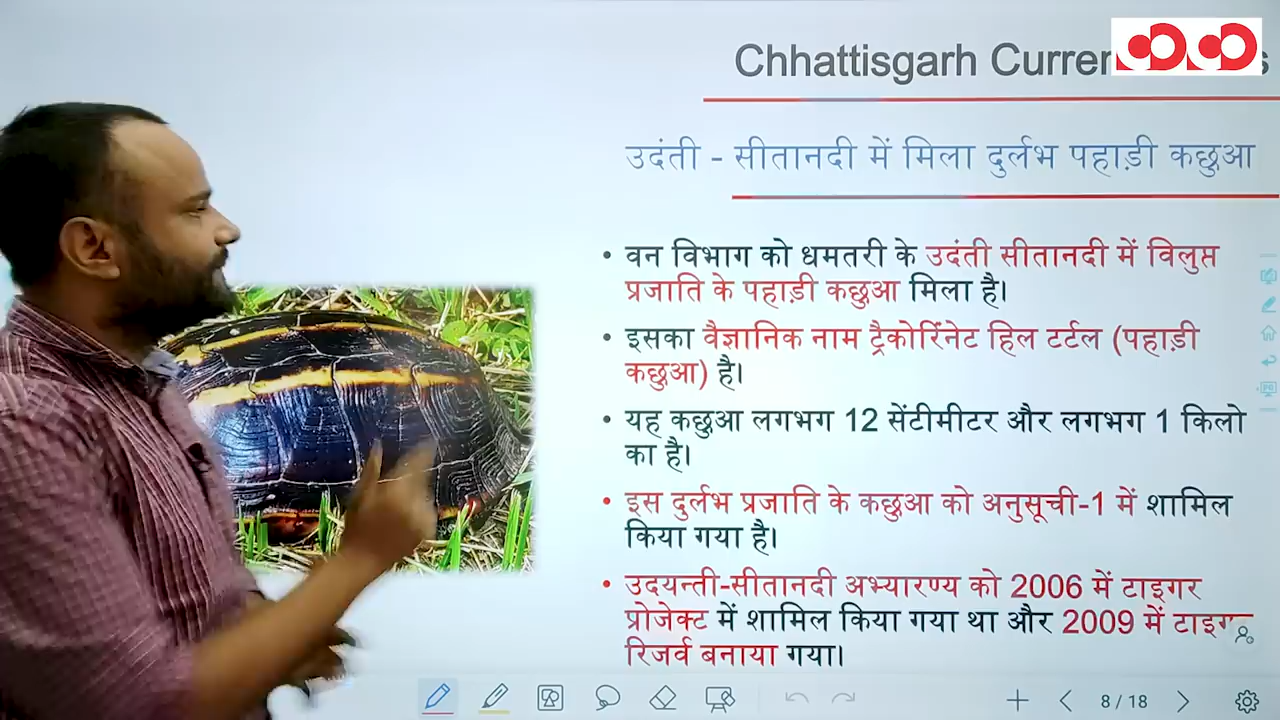 Chhattisgarh
उदंती - सीतानदी में मिला दुर्लभ पहाड़ी कछुआ
• वन विभाग को धमतरी के उदंती सीतानदी में विलुप्त
प्रजाति के पहाड़ी कछुआ मिला है।
• इसका वैज्ञानिक नाम ट्रैकोरिंनेट हिल टर्टल (पहाड़ी
कछुआ) है।
• यह कछुआ लगभग 12 सेंटीमीटर और लगभग 1 किलो
का है।
• इस दुर्लभ प्रजाति के कछुआ को अनुसूची-1 में शामिल
किया गया है।
• उदयन्ती-सीतानदी अभ्यारण्य को 2006 में टाइगर
प्रोजेक्ट में शामिल किया गया था और 2009 में
रिजर्व बनाया गया।
8 / 18